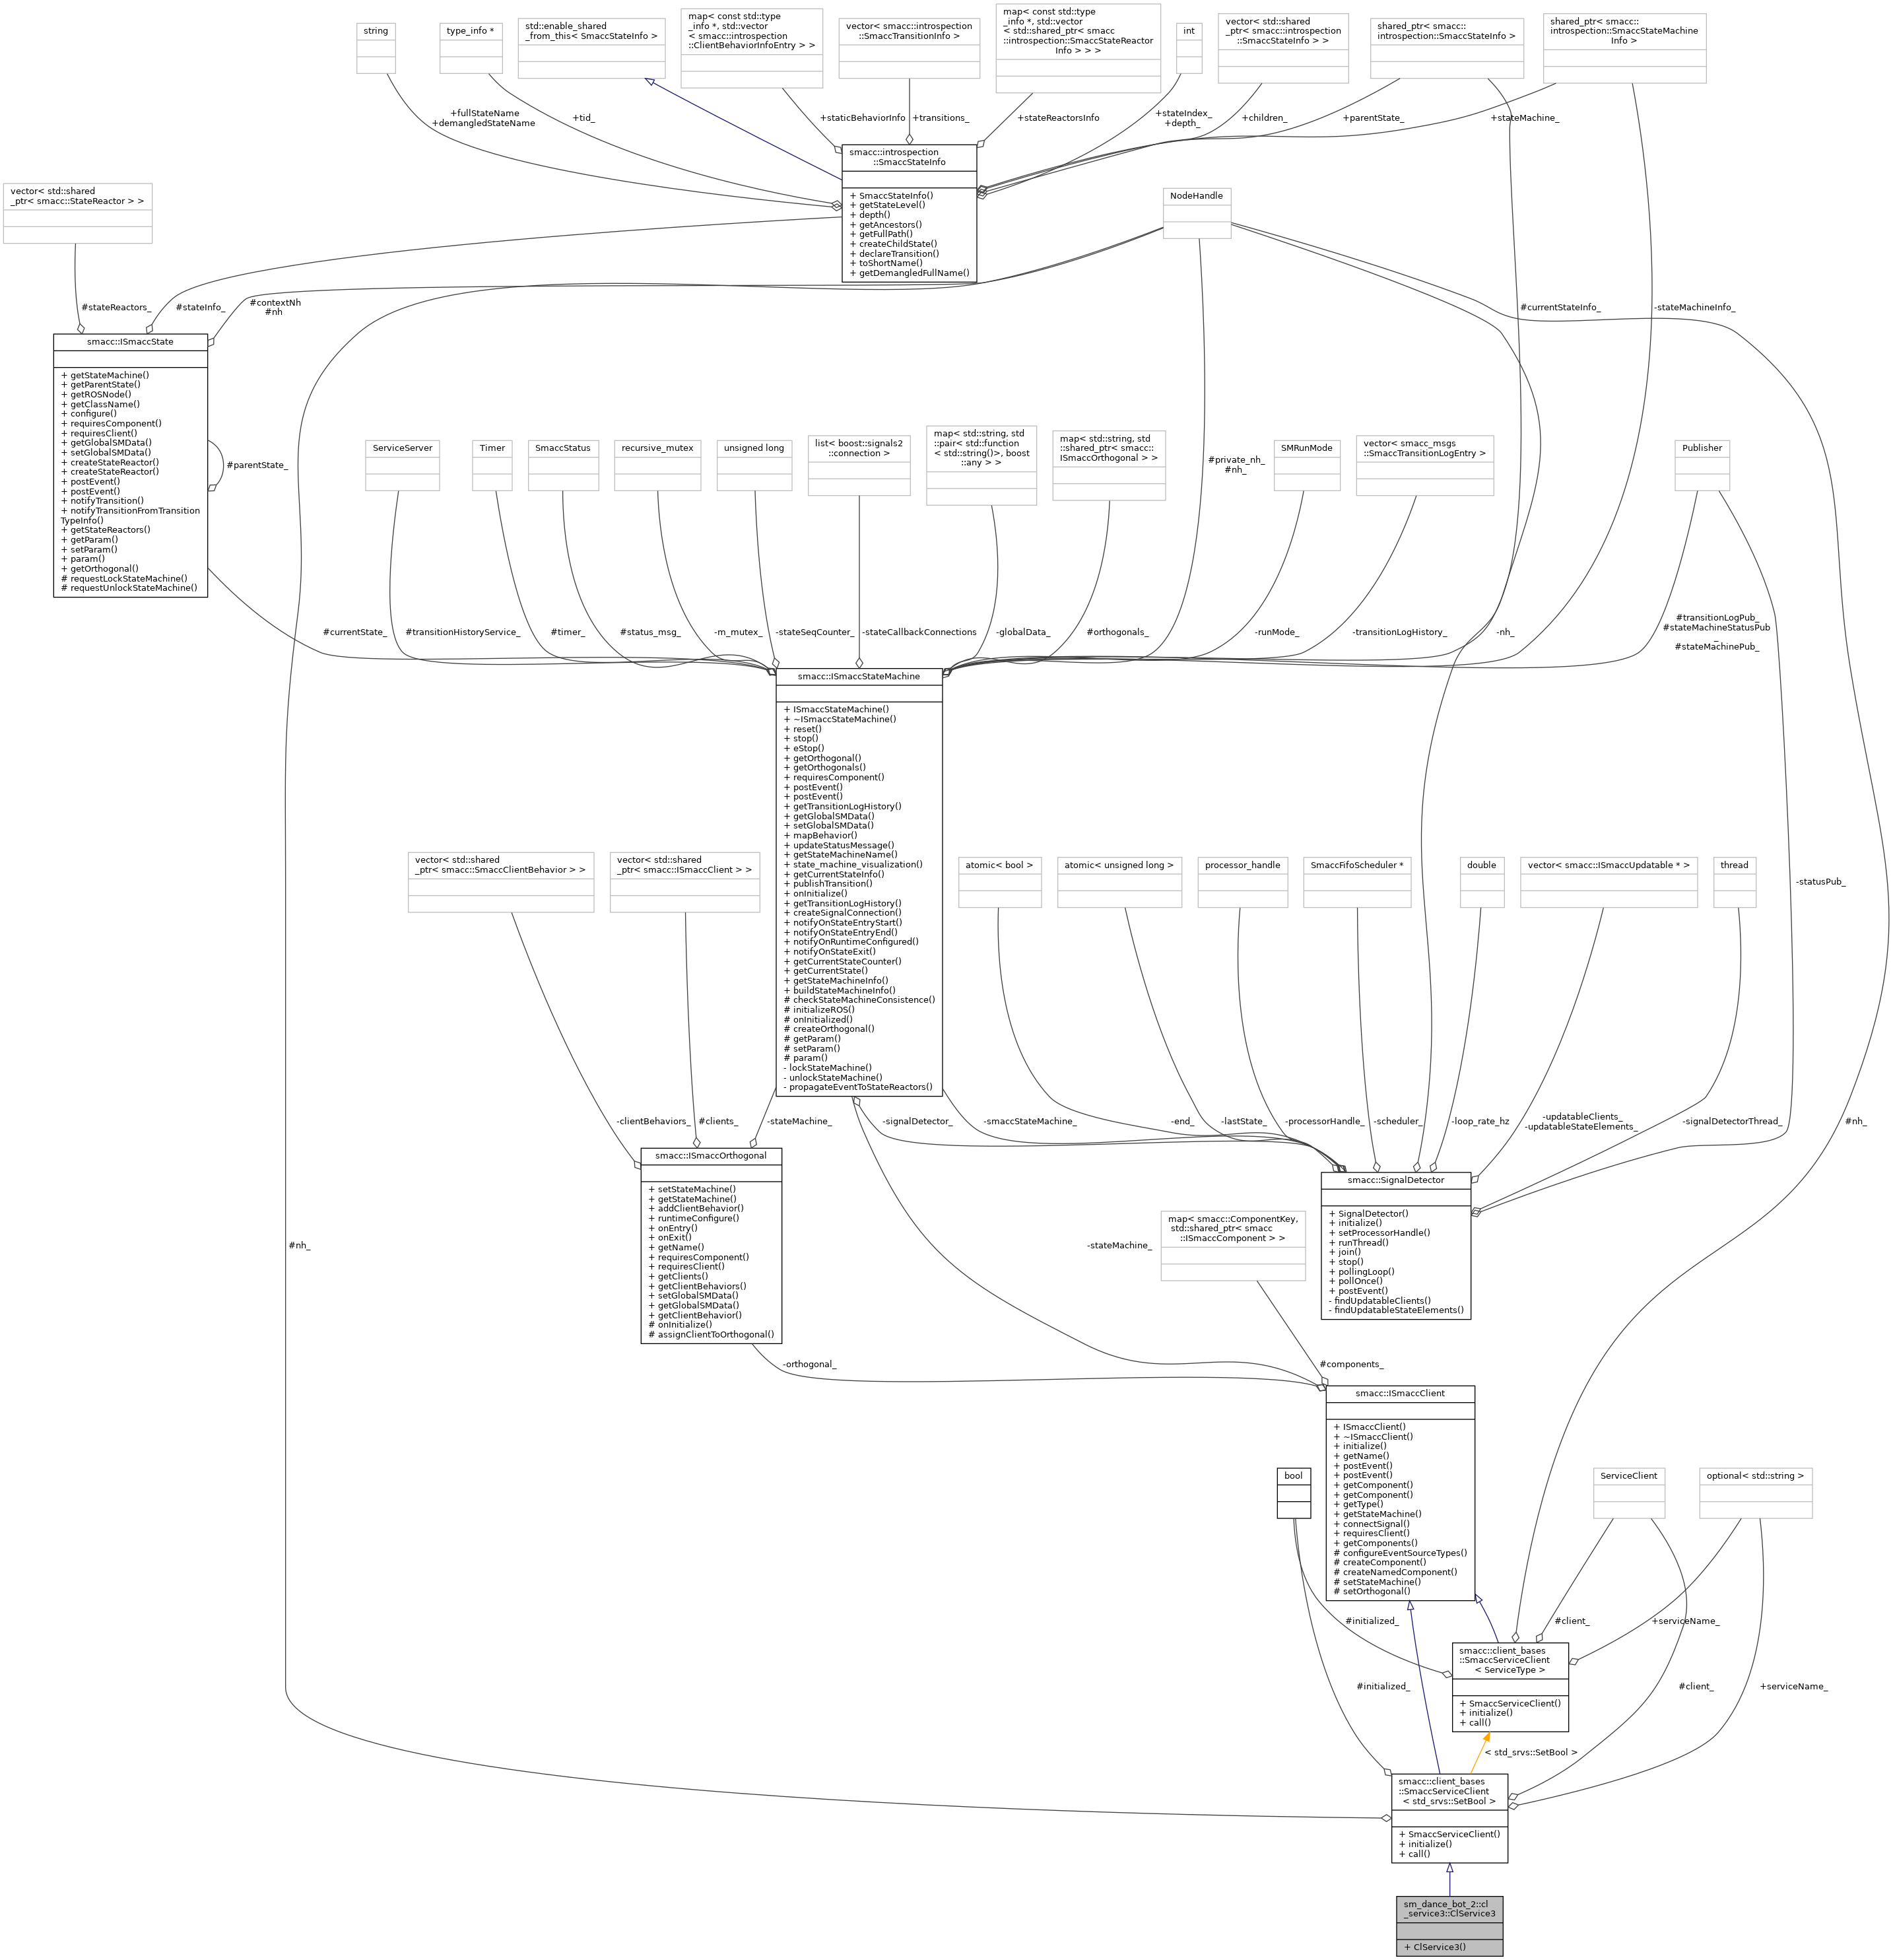 string
type_info *
std::enable_shared
_from_this< SmaccStateInfo >
map< const std::type
_info *, std::vector
< smacc::introspection
::ClientBehaviorInfoEntry > >
vector< smacc::introspection
::SmaccTransitionInfo >
map< const std::type
_info *, std::vector
< std::shared_ptr< smacc
::introspection::SmaccStateReactor
Info > > >
int
vector< std::shared
_ptr< smacc::introspection
::SmaccStateInfo > >
shared_ptr< smacc::
introspection::SmaccStateInfo >
shared_ptr< smacc::
introspection::SmaccStateMachine
Info >
+fullStateName
+demangledStateName
+tid_
+staticBehaviorInfo
+transitions_
+stateReactorsInfo
+stateIndex_
+depth_
+children_
+parentState_
+stateMachine_
smacc::introspection
::SmaccStateInfo
+ SmaccStateInfo()
+ getStateLevel()
+ depth()
+ getAncestors()
+ getFullPath()
+ createChildState()
+ declareTransition()
+ toShortName()
+ getDemangledFullName()
vector< std::shared
_ptr< smacc::StateReactor > >
NodeHandle
#stateReactors_
#stateInfo_
#contextNh
#nh
#currentStateInfo_
-stateMachineInfo_
smacc::ISmaccState
+ getStateMachine()
+ getParentState()
+ getROSNode()
+ getClassName()
+ configure()
+ requiresComponent()
+ requiresClient()
+ getGlobalSMData()
+ setGlobalSMData()
+ createStateReactor()
+ createStateReactor()
+ postEvent()
+ postEvent()
+ notifyTransition()
+ notifyTransitionFromTransition
TypeInfo()
+ getStateReactors()
+ getParam()
+ setParam()
+ param()
+ getOrthogonal()
# requestLockStateMachine()
# requestUnlockStateMachine()
#parentState_
ServiceServer
Timer
SmaccStatus
recursive_mutex
unsigned long
list< boost::signals2
::connection >
map< std::string, std
::pair< std::function
< std::string()>, boost
::any > >
map< std::string, std
::shared_ptr< smacc::
ISmaccOrthogonal > >
#private_nh_
#nh_
SMRunMode
vector< smacc_msgs
::SmaccTransitionLogEntry >
Publisher
#currentState_
#transitionHistoryService_
#timer_
#status_msg_
-m_mutex_
-stateSeqCounter_
-stateCallbackConnections
-globalData_
#orthogonals_
-runMode_
-transitionLogHistory_
-nh_
#transitionLogPub_
#stateMachineStatusPub
_
#stateMachinePub_
smacc::ISmaccStateMachine
+ ISmaccStateMachine()
+ ~ISmaccStateMachine()
+ reset()
+ stop()
+ eStop()
+ getOrthogonal()
+ getOrthogonals()
+ requiresComponent()
+ postEvent()
+ postEvent()
+ getTransitionLogHistory()
+ getGlobalSMData()
+ setGlobalSMData()
+ mapBehavior()
+ updateStatusMessage()
+ getStateMachineName()
+ state_machine_visualization()
+ getCurrentStateInfo()
+ publishTransition()
+ onInitialize()
+ getTransitionLogHistory()
+ createSignalConnection()
+ notifyOnStateEntryStart()
+ notifyOnStateEntryEnd()
+ notifyOnRuntimeConfigured()
+ notifyOnStateExit()
+ getCurrentStateCounter()
+ getCurrentState()
+ getStateMachineInfo()
+ buildStateMachineInfo()
# checkStateMachineConsistence()
# initializeROS()
# onInitialized()
# createOrthogonal()
# getParam()
# setParam()
# param()
- lockStateMachine()
- unlockStateMachine()
- propagateEventToStateReactors()
vector< std::shared
_ptr< smacc::SmaccClientBehavior > >
vector< std::shared
_ptr< smacc::ISmaccClient > >
atomic< bool >
atomic< unsigned long >
processor_handle
SmaccFifoScheduler *
double
vector< smacc::ISmaccUpdatable * >
thread
-statusPub_
-clientBehaviors_
#clients_
-stateMachine_
-signalDetector_
-smaccStateMachine_
-end_
-lastState_
-processorHandle_
-scheduler_
-loop_rate_hz
-updatableClients_
-updatableStateElements_
-signalDetectorThread_
#nh_
smacc::ISmaccOrthogonal
+ setStateMachine()
+ getStateMachine()
+ addClientBehavior()
+ runtimeConfigure()
+ onEntry()
+ onExit()
+ getName()
+ requiresComponent()
+ requiresClient()
+ getClients()
+ getClientBehaviors()
+ setGlobalSMData()
+ getGlobalSMData()
+ getClientBehavior()
# onInitialize()
# assignClientToOrthogonal()
smacc::SignalDetector
+ SignalDetector()
+ initialize()
+ setProcessorHandle()
+ runThread()
+ join()
+ stop()
+ pollingLoop()
+ pollOnce()
+ postEvent()
- findUpdatableClients()
- findUpdatableStateElements()
#nh_
-stateMachine_
map< smacc::ComponentKey,
std::shared_ptr< smacc
::ISmaccComponent > >
-orthogonal_
#components_
smacc::ISmaccClient
+ ISmaccClient()
+ ~ISmaccClient()
+ initialize()
+ getName()
+ postEvent()
+ postEvent()
+ getComponent()
+ getComponent()
+ getType()
+ getStateMachine()
+ connectSignal()
+ requiresClient()
+ getComponents()
# configureEventSourceTypes()
# createComponent()
# createNamedComponent()
# setStateMachine()
# setOrthogonal()
bool
ServiceClient
optional< std::string >
#initialized_
#client_
+serviceName_
smacc::client_bases
::SmaccServiceClient
< ServiceType >
+ SmaccServiceClient()
+ initialize()
+ call()
#initialized_
#client_
+serviceName_
< std_srvs::SetBool >
smacc::client_bases
::SmaccServiceClient
< std_srvs::SetBool >
+ SmaccServiceClient()
+ initialize()
+ call()
sm_dance_bot_2::cl
_service3::ClService3
+ ClService3()